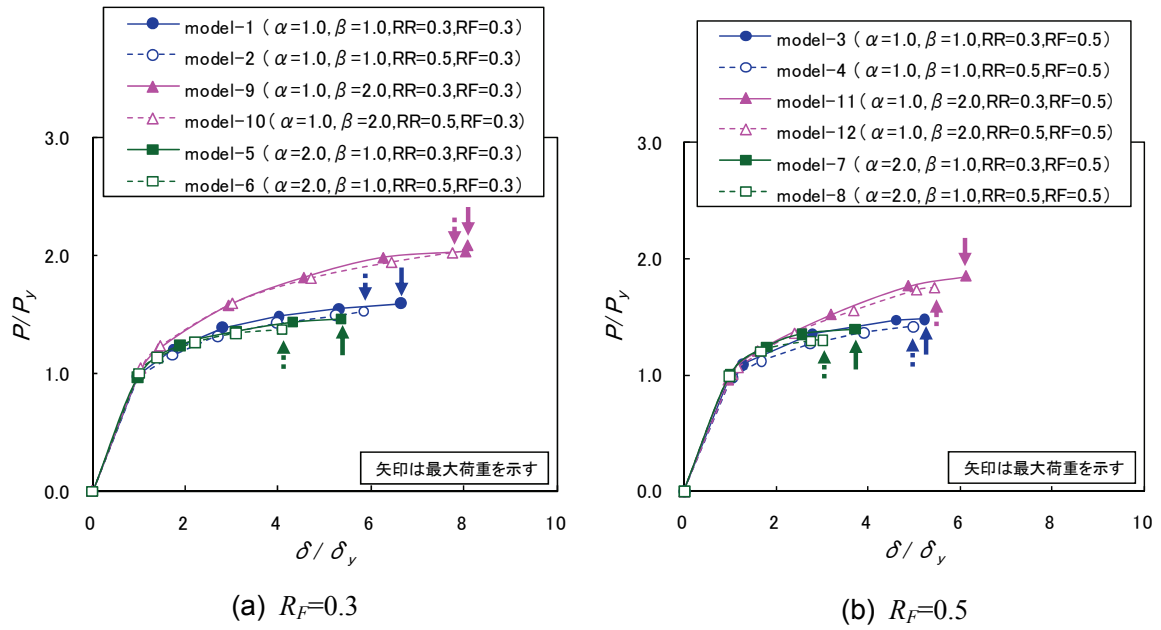 model-1 ( α=1.0, β=1.0,RR=0.3,RF=0.3)
model-2 ( α=1.0, β=1.0,RR=0.5,RF=0.3)
model-9 ( α=1.0, β=2.0,RR=0.3,RF=0.3)
model-10( α=1.0, β=2.0,RR=0.5,RF=0.3)
model-5 ( α=2.0, β=1.0,RR=0.3,RF=0.3)
model-6 ( α=2.0, β=1.0,RR=0.5,RF=0.3)
3.0
2.0
1.0
0.0
P/P_y
矢印は最大荷重を示す
0 2 4 6 8 10
δ/δ_y
(a) R_F=0.3
model-3 ( α=1.0, β=1.0,RR=0.3,RF=0.5)
model-4 ( α=1.0, β=1.0,RR=0.5,RF=0.5)
model-11( α=1.0, β=2.0,RR=0.3,RF=0.5)
model-12( α=1.0, β=2.0,RR=0.5,RF=0.5)
model-7 ( α=2.0, β=1.0,RR=0.3,RF=0.5)
model-8 ( α=2.0, β=1.0,RR=0.5,RF=0.5)
3.0
2.0
1.0
0.0
P/P_y
矢印は最大荷重を示す
0 2 4 6 8 10
δ/δ_y
(b) R_F=0.5